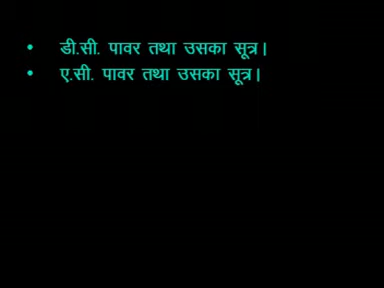 • डी.सी. पावर तथा उसका सूत्र।
• ए.सी. पावर तथा उसका सूत्र।